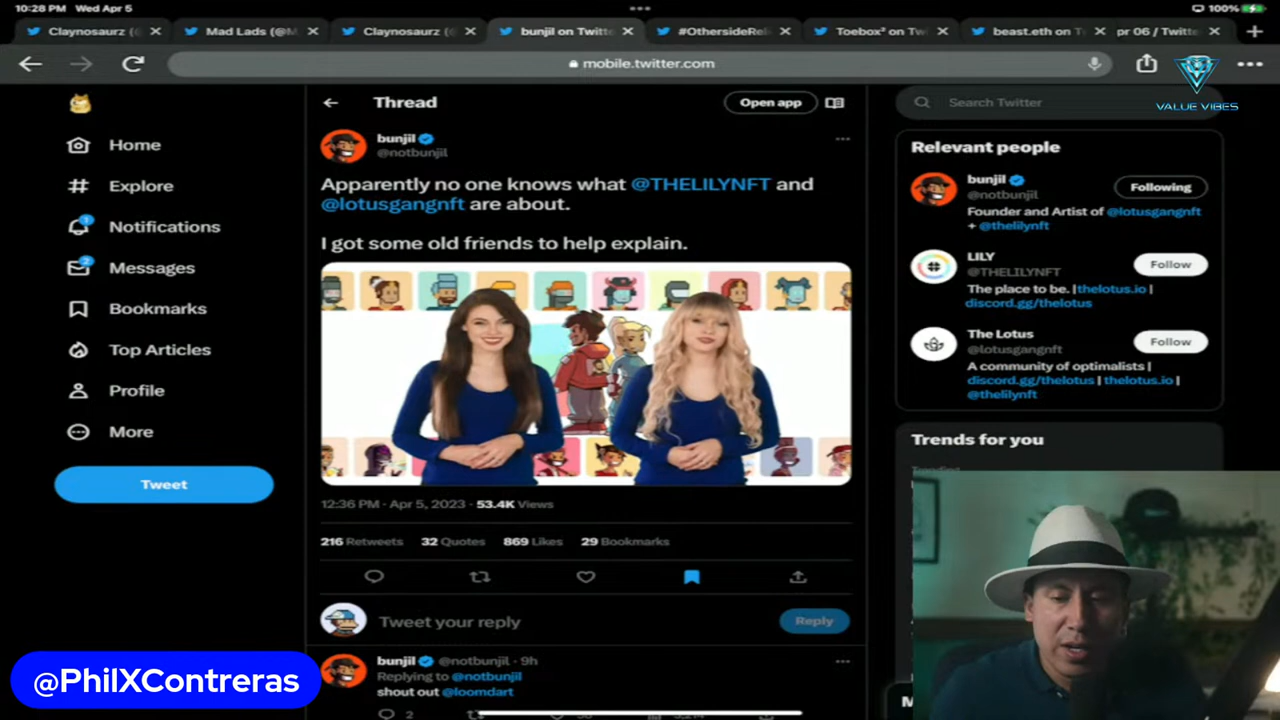 10:28 PM Wed Apr 5
100%
Claynosaurz (
Mad Lads (@M
Claynosaurz (
bunjil on Twitt
#OthersideRel
Toebox² on Tw
beast.eth on T
pr 06 / Twitte
mobile.twitter.com
VALUE VIBES
Home
Explore
1
Notifications
2
Messages
Bookmarks
Top Articles
Profile
More
Tweet
Thread
Open app
bunjil
@notbunjil
Apparently no one knows what @THELILYNFT and
@lotusgangnft are about.
I got some old friends to help explain.
12:36 PM · Apr 5, 2023 · 53.4K Views
216 Retweets 32 Quotes 869 Likes 29 Bookmarks
Tweet your reply
Reply
bunjil @notbunjil · 9h
Replying to @notbunjil
shout out @loomdart
2
Search Twitter
Relevant people
bunjil
@notbunjil
Following
Founder and Artist of @lotusgangnft
+ @thelilynft
LILY
@THELILYNFT
Follow
The place to be. |thelotus.io |
discord.gg/thelotus
The Lotus
@lotusgangnft
Follow
A community of optimalists |
discord.gg/thelotus | thelotus.io |
@thelilynft
Trends for you
Trending
M
@PhilXContreras